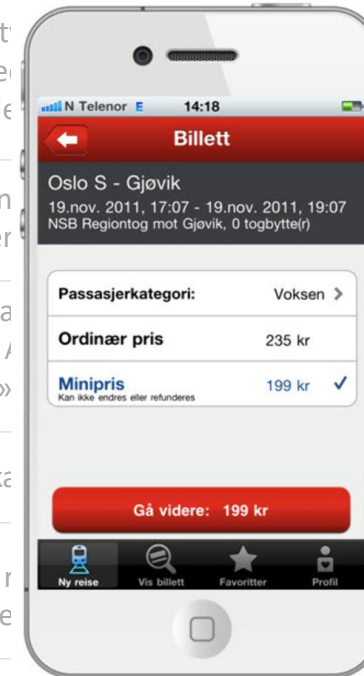 N Telenor E 14:18
Billett
Oslo S - Gjøvik
19.nov. 2011, 17:07 - 19.nov. 2011, 19:07
NSB Regiontog mot Gjøvik, 0 togbytte(r)
Passasjerkategori: Voksen
Ordinær pris 235 kr
Minipris 199 kr
Kan ikke endres eller refunderes
Gå videre: 199 kr
Ny reise Vis billett Favoritter Profil